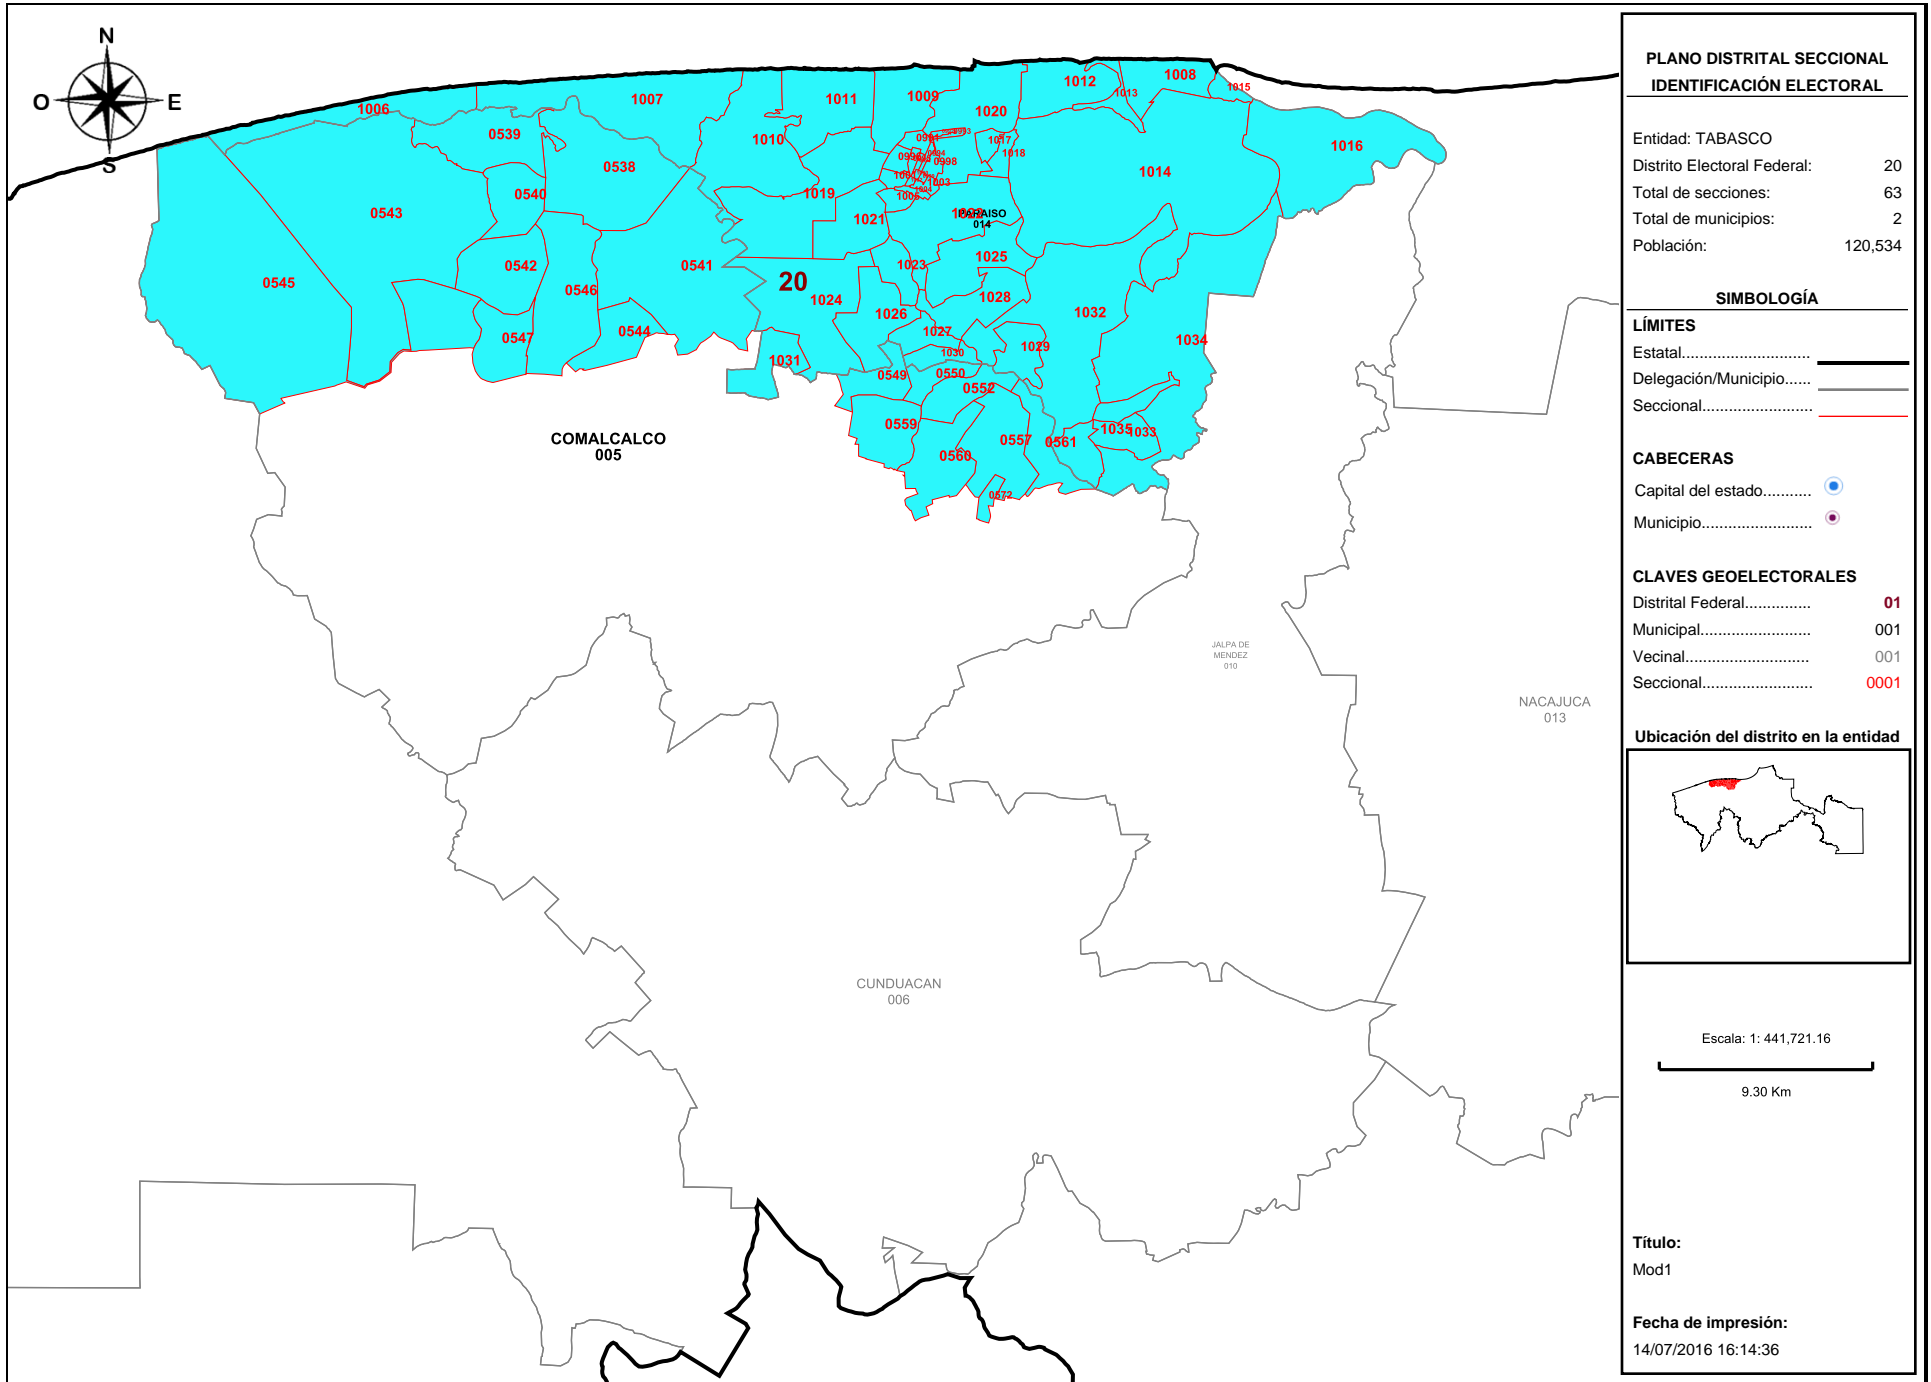 N
O
E
S
1006
1007
1011
1009
1012
1013
1008
1015
0539
1010
1020
1017
1018
1016
0538
0998
1003
1014
0540
0543
1019
1021
PARAISO
014
0545
0542
0541
1023
1025
20
0546
1024
1028
1026
1032
0547
0544
1027
1029
1034
1030
1031
0549
0550
0552
0559
1035
1033
COMALCALCO
005
0557
0561
0560
0572
JALPA DE
MENDEZ
010
NACAJUCA
013
CUNDUACAN
006
PLANO DISTRITAL SECCIONAL
IDENTIFICACIÓN ELECTORAL
Entidad: TABASCO
Distrito Electoral Federal: 20
Total de secciones: 63
Total de municipios: 2
Población: 120,534
SIMBOLOGÍA
LÍMITES
Estatal.............................
Delegación/Municipio......
Seccional.........................
CABECERAS
Capital del estado...........
Municipio.........................
CLAVES GEOELECTORALES
Distrital Federal............... 01
Municipal......................... 001
Vecinal............................ 001
Seccional......................... 0001
Ubicación del distrito en la entidad
Escala: 1: 441,721.16
9.30 Km
Título:
Mod1
Fecha de impresión:
14/07/2016 16:14:36